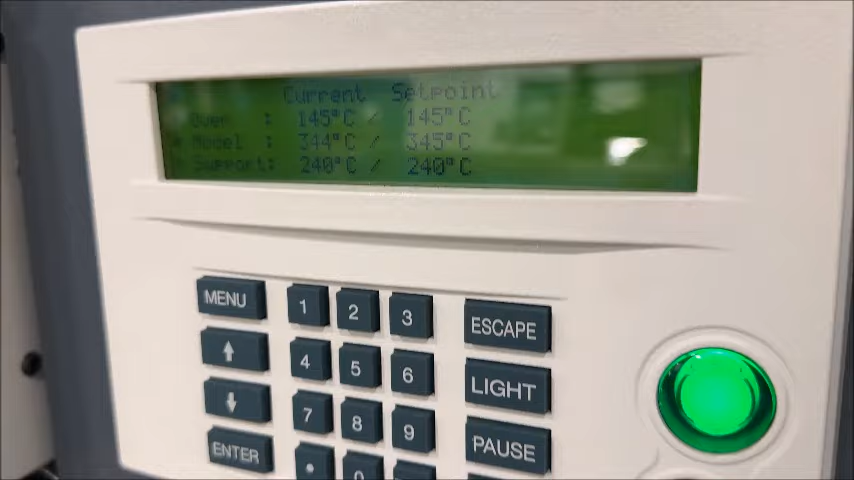 Current Setpoint
Oven : 145°C / 145°C
Model : 344°C / 345°C
Support: 240°C / 240°C
MENU 1 2 3 ESCAPE
4 5 6 LIGHT
7 8 9 PAUSE
ENTER . 0